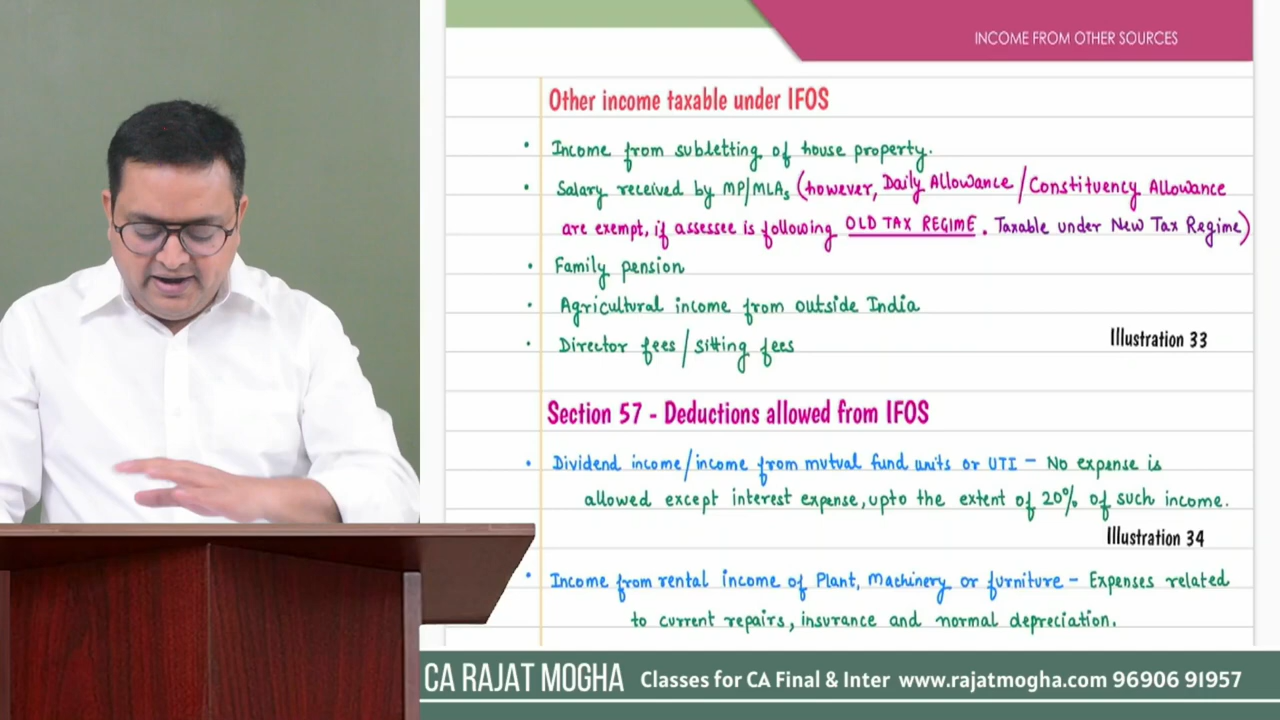 INCOME FROM OTHER SOURCES
Other income taxable under IFOS
• Income from subletting of house property.
• Salary received by MP/MLAs (however, Daily Allowance / Constituency Allowance
are exempt, if assessee is following OLD TAX REGIME. Taxable under New Tax Regime)
• Family pension
• Agricultural income from outside India
• Director fees / sitting fees
Illustration 33
Section 57 - Deductions allowed from IFOS
• Dividend income/income from mutual fund units or UTI – No expense is
allowed except interest expense, upto the extent of 20% of such income.
Illustration 34
• Income from rental income of Plant, Machinery or furniture – Expenses related
to current repairs, insurance and normal depreciation.
CA RAJAT MOGHA Classes for CA Final & Inter www.rajatmogha.com 96906 91957